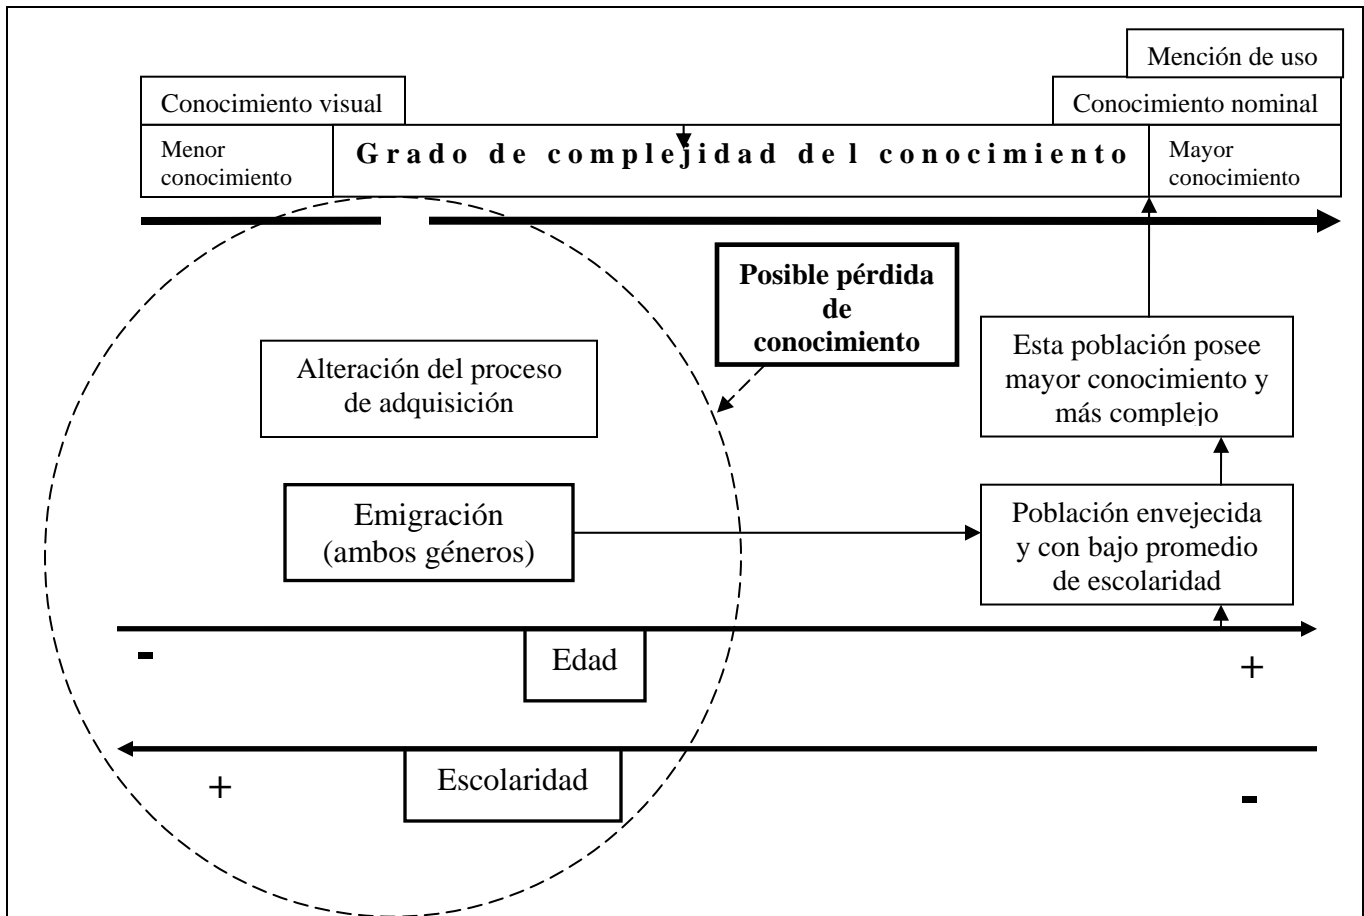 Mención de uso
Conocimiento visual
Conocimiento nominal
Menor
conocimiento
Grado de complejidad del conocimiento
Mayor
conocimiento
Posible pérdida
de
conocimiento
Alteración del proceso
de adquisición
Esta población posee
mayor conocimiento y
más complejo
Emigración
(ambos géneros)
Población envejecida
y con bajo promedio
de escolaridad
-
Edad
+
Escolaridad
+
-